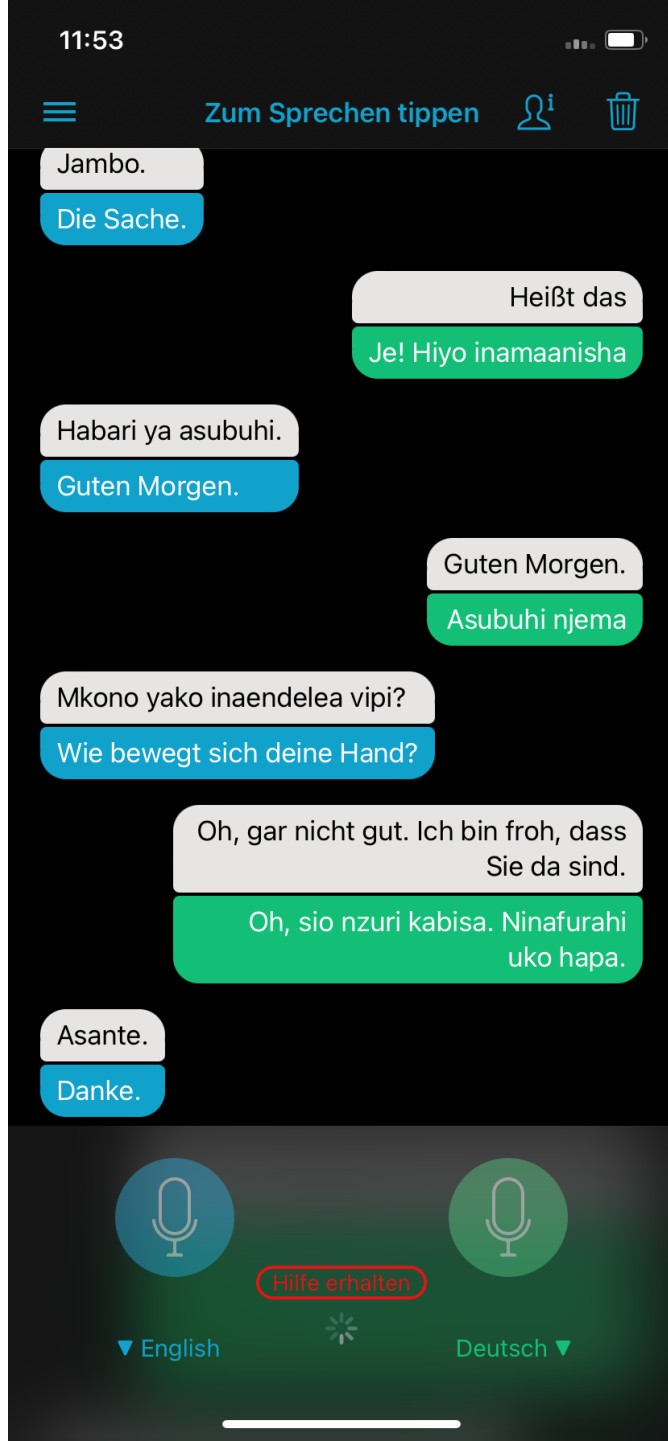 11:53
Zum Sprechen tippen
Jambo.
Die Sache.
Heißt das
Je! Hiyo inamaanisha
Habari ya asubuhi.
Guten Morgen.
Guten Morgen.
Asubuhi njema
Mkono yako inaendelea vipi?
Wie bewegt sich deine Hand?
Oh, gar nicht gut. Ich bin froh, dass
Sie da sind.
Oh, sio nzuri kabisa. Ninafurahi
uko hapa.
Asante.
Danke.
Hilfe erhalten
▼ English
Deutsch ▼